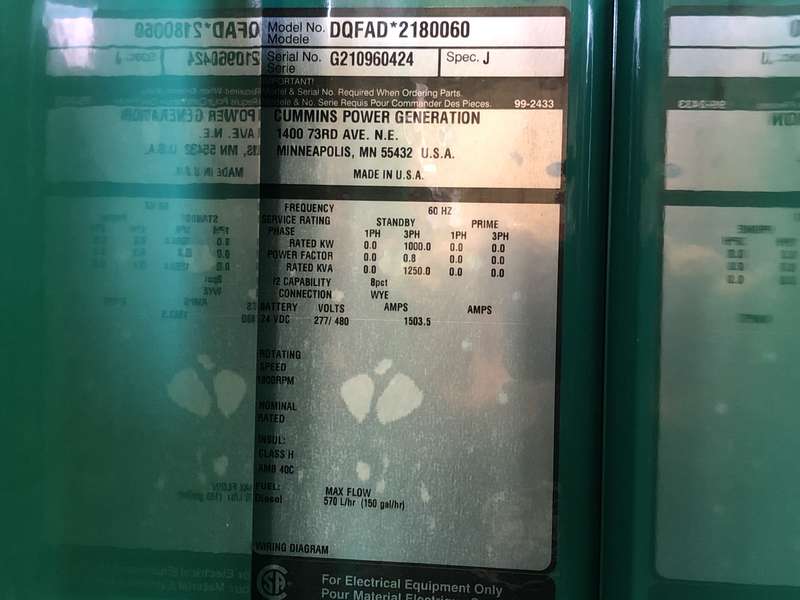 Model No. DQFAD*2180060
Modele
Serial No. G210960424 Spec. J
Serie
IMPORTANT!
& Serial No. Required When Ordering Parts.
& No. Serie Requis Pour Commander Des Pieces. 99-2433
CUMMINS POWER GENERATION
1400 73RD AVE. N.E.
MINNEAPOLIS, MN 55432 U.S.A.
MADE IN U.S.A.
FREQUENCY 60 HZ
SERVICE RATING STANDBY PRIME
PHASE 1PH 3PH 1PH 3PH
RATED KW 0.0 1000.0 0.0 0.0
POWER FACTOR 0.0 0.8 0.0 0.0
RATED KVA 0.0 1250.0 0.0 0.0
CAPABILITY 8pct
CONNECTION WYE
BATTERY VOLTS AMPS AMPS
24 VDC 277/ 480 1503.5
ROTATING
SPEED
1800RPM
NOMINAL
RATED
INSUL:
CLASS H
AMB 40C
FUEL: MAX FLOW
Diesel 570 L/hr (150 gal/hr)
WIRING DIAGRAM
For Electrical Equipment Only
Pour Material